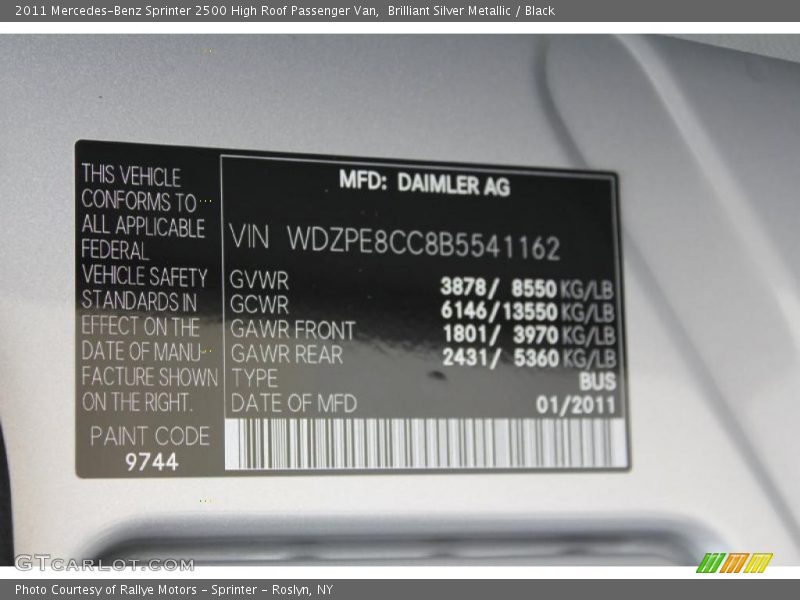 2011 Mercedes-Benz Sprinter 2500 High Roof Passenger Van,  Brilliant Silver Metallic / Black
THIS VEHICLE
CONFORMS TO
ALL APPLICABLE
FEDERAL
VEHICLE SAFETY
STANDARDS IN
EFFECT ON THE
DATE OF MANU-
FACTURE SHOWN
ON THE RIGHT.
PAINT CODE
9744
MFD: DAIMLER AG
VIN WDZPE8CC8B5541162
GVWR 3878/ 8550 KG/LB
GCWR 6146/13550 KG/LB
GAWR FRONT 1801/ 3970 KG/LB
GAWR REAR 2431/ 5360 KG/LB
TYPE BUS
DATE OF MFD 01/2011
GTcarlot.com
Photo Courtesy of Rallye Motors - Sprinter - Roslyn, NY